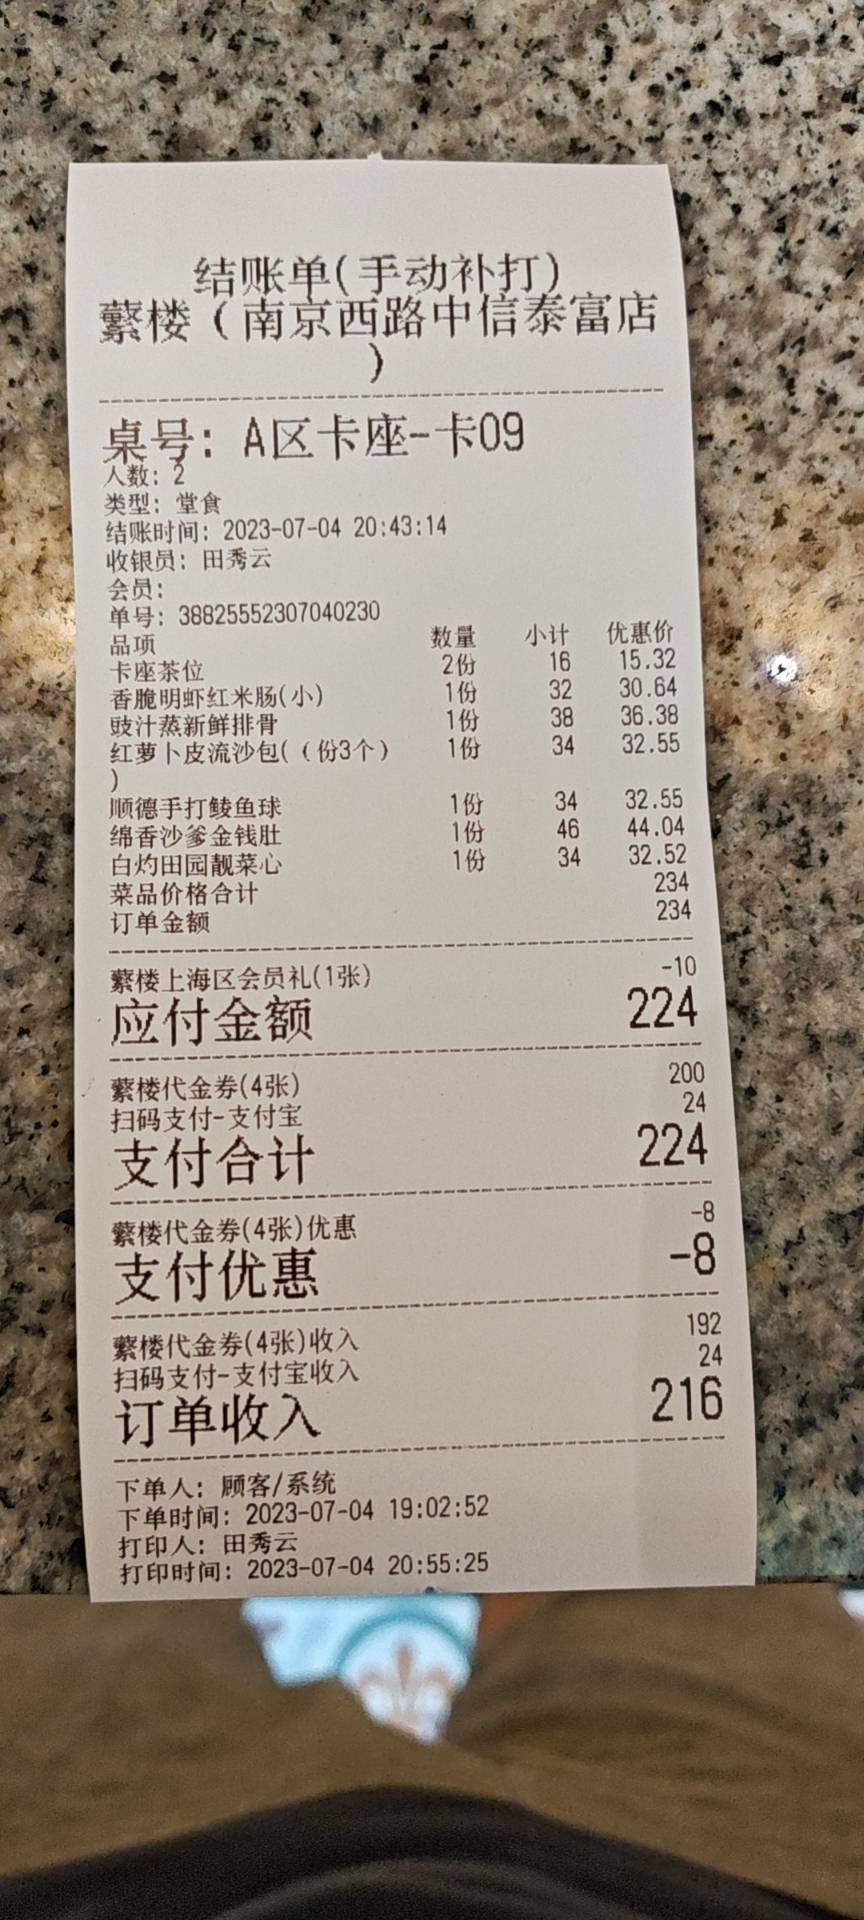 结账单(手动补打)
蘩楼（南京西路中信泰富店
）
桌号: A区卡座-卡09
人数: 2
类型: 堂食
结账时间: 2023-07-04 20:43:14
收银员: 田秀云
会员:
单号: 38825552307040230
品项 数量 小计 优惠价
卡座茶位 2份 16 15.32
香脆明虾红米肠(小) 1份 32 30.64
豉汁蒸新鲜排骨 1份 38 36.38
红萝卜皮流沙包(（份3个） 1份 34 32.55
)
顺德手打鲮鱼球 1份 34 32.55
绵香沙爹金钱肚 1份 46 44.04
白灼田园靓菜心 1份 34 32.52
菜品价格合计 234
订单金额 234
蘩楼上海区会员礼(1张) -10
应付金额 224
蘩楼代金券(4张) 200
扫码支付-支付宝 24
支付合计 224
蘩楼代金券(4张)优惠 -8
支付优惠 -8
蘩楼代金券(4张)收入 192
扫码支付-支付宝收入 24
订单收入 216
下单人: 顾客/系统
下单时间: 2023-07-04 19:02:52
打印人: 田秀云
打印时间: 2023-07-04 20:55:25